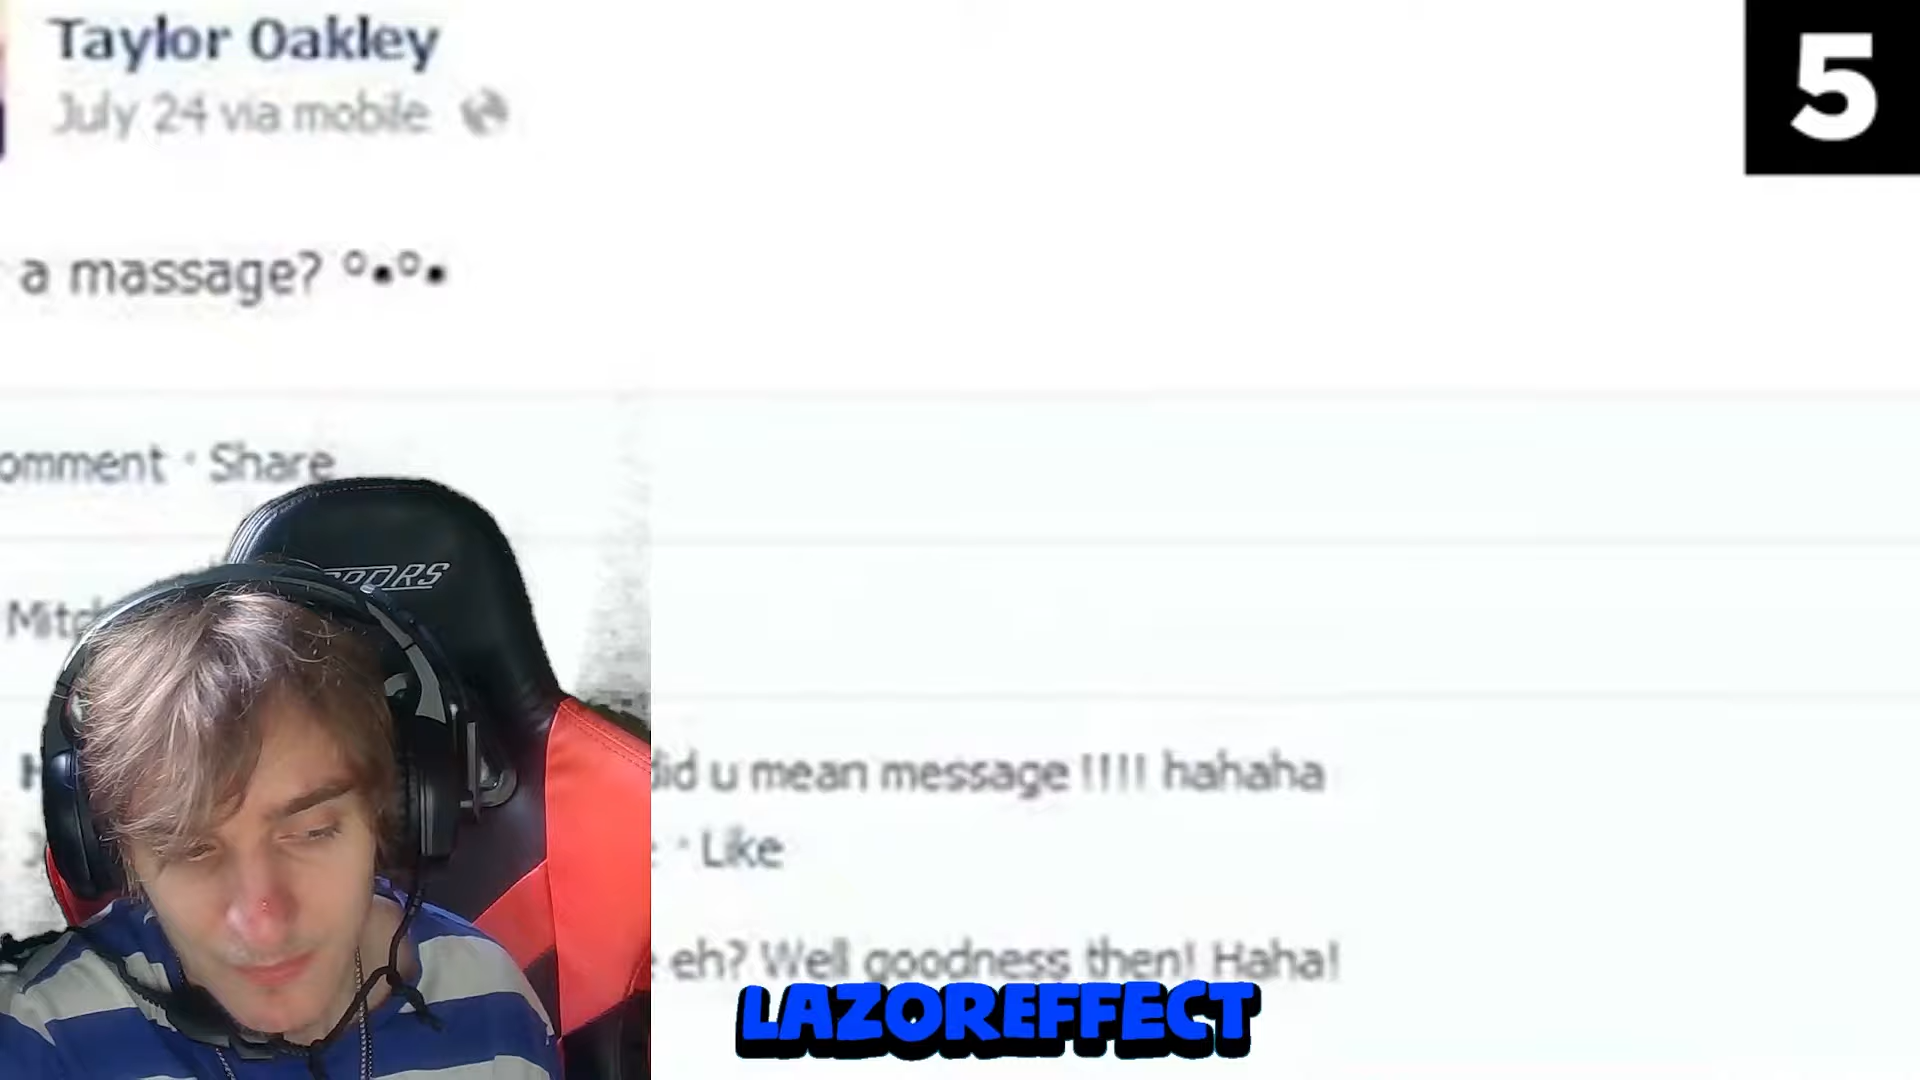 Taylor Oakley
5
July 24 via mobile
a massage? °•°•
omment · Share
Mitc
did u mean message !!!! hahaha
· Like
eh? Well goodness then! Haha!
LAZOREFFECT